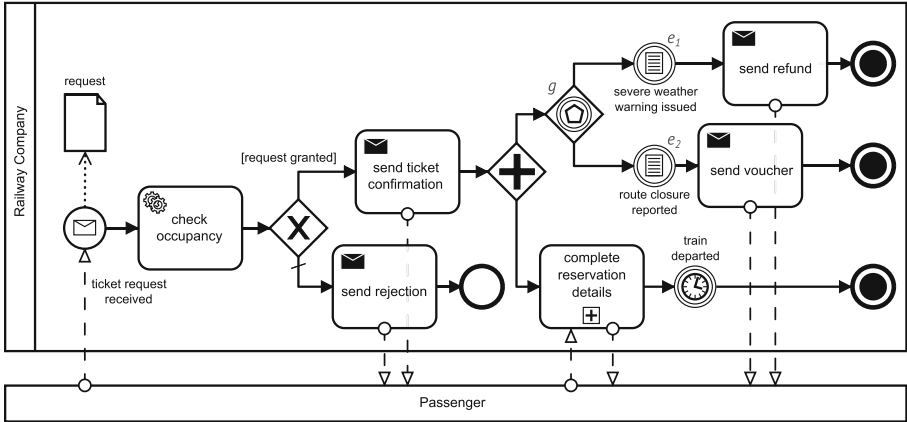 Railway Company
request
ticket request
received
check
occupancy
X
[request granted]
send ticket
confirmation
send rejection
g
e1
severe weather
warning issued
send refund
e2
route closure
reported
send voucher
complete
reservation
details
train
departed
Passenger